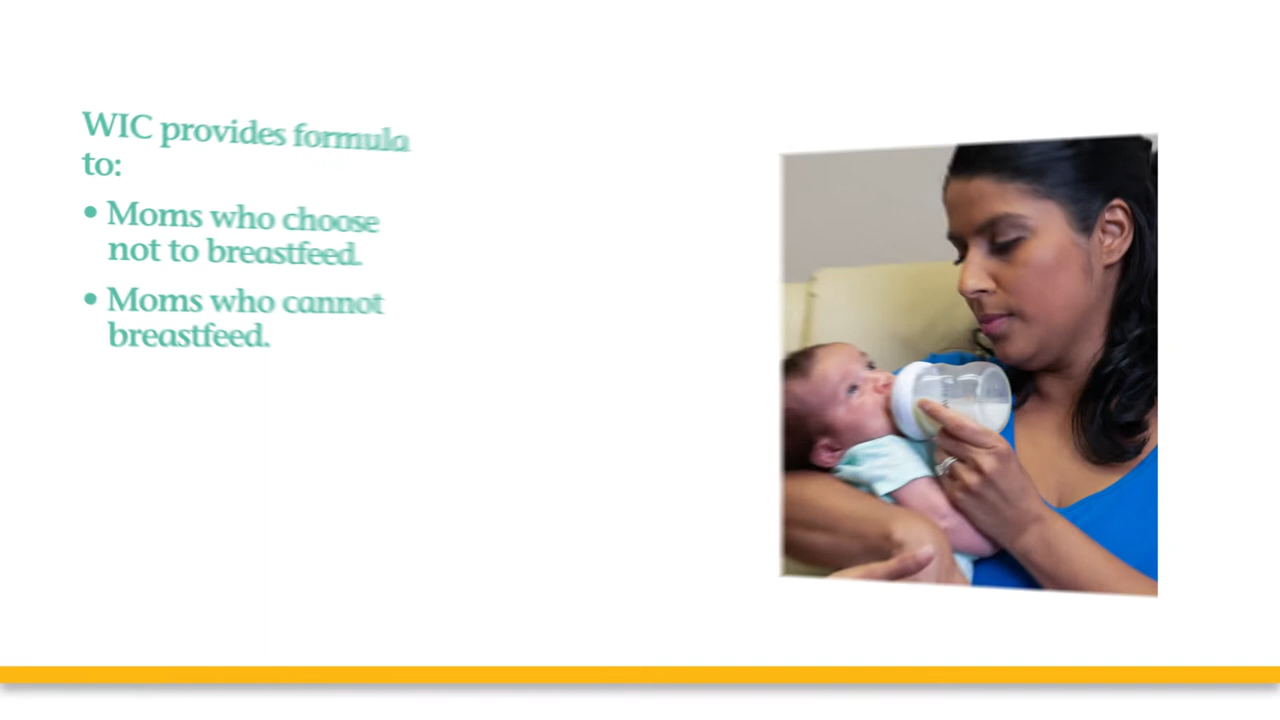 WIC provides formula
to:
• Moms who choose
not to breastfeed.
• Moms who cannot
breastfeed.